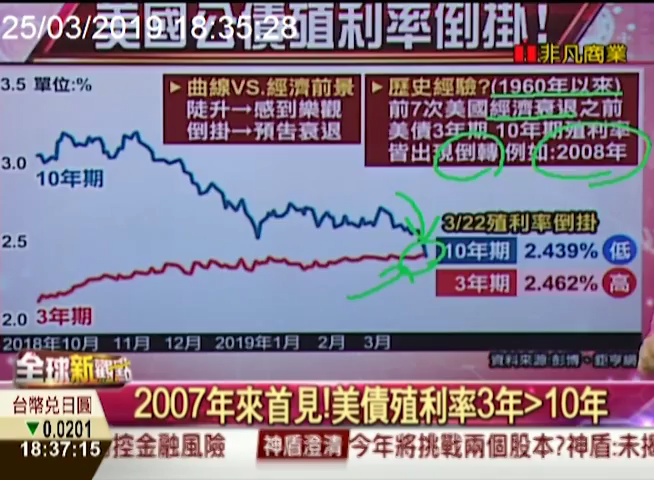 25/03/2019 18:35:28
美國公債殖利率倒掛!
非凡商業
3.5 單位:%
▶曲線VS.經濟前景
陡升→感到樂觀
倒掛→預告衰退
▶歷史經驗?(1960年以來)
前7次美國經濟衰退之前
美債3年期 10年期殖利率
皆出現倒轉 例如:2008年
3.0
10年期
3/22殖利率倒掛
2.5
10年期 2.439% 低
3年期 2.462% 高
2.0
3年期
2018年10月 11月 12月 2019年1月 2月 3月
資料來源:彭博、鉅亨網
全球新觀點
2007年來首見!美債殖利率3年>10年
台幣兌日圓
▼0.0201
18:37:15
控金融風險 神盾澄清 今年將挑戰兩個股本?神盾:未揭